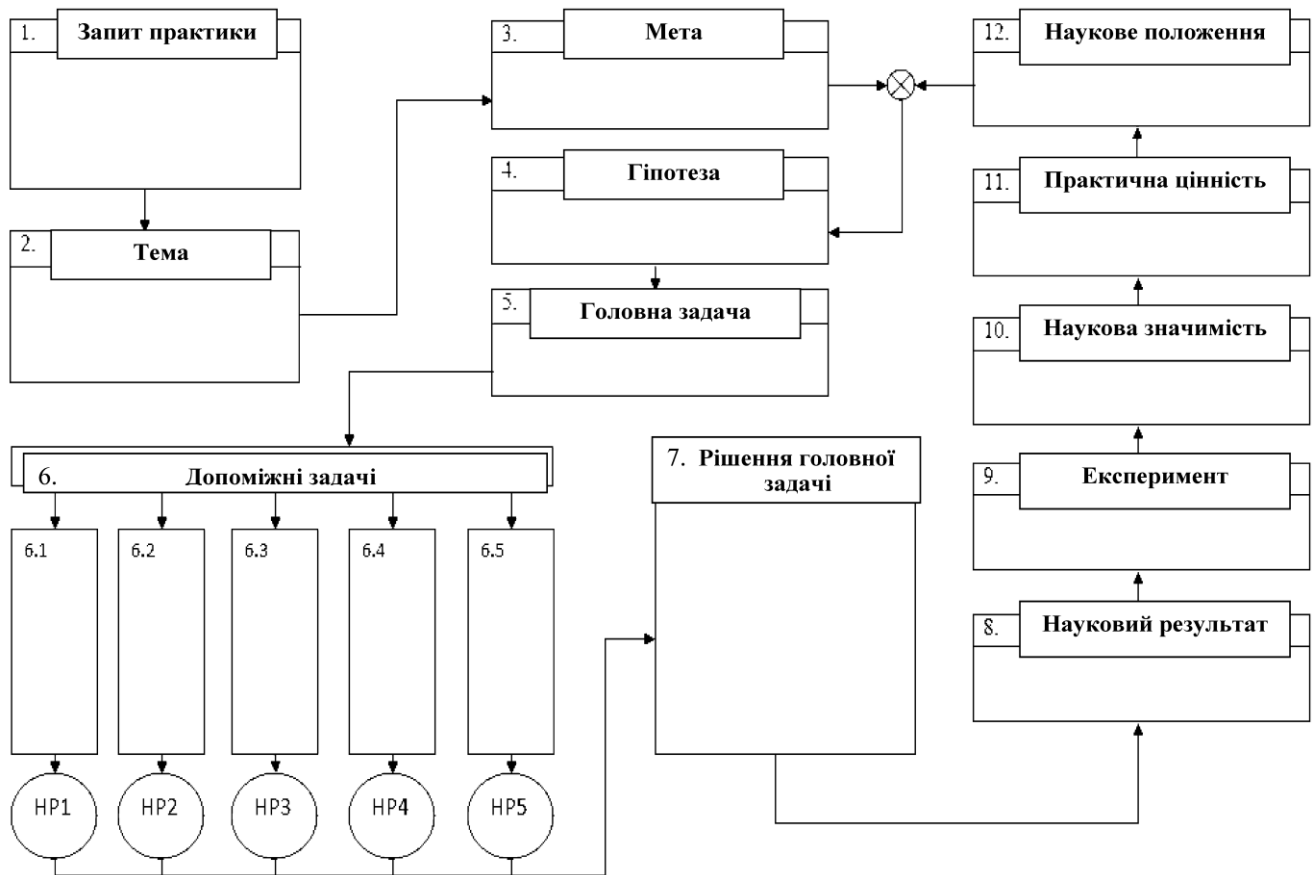 1. Запит практики
2. Тема
3. Мета
4. Гіпотеза
5. Головна задача
6. Допоміжні задачі
6.1
6.2
6.3
6.4
6.5
НР1
НР2
НР3
НР4
НР5
7. Рішення головної
задачі
8. Науковий результат
9. Експеримент
10. Наукова значимість
11. Практична цінність
12. Наукове положення